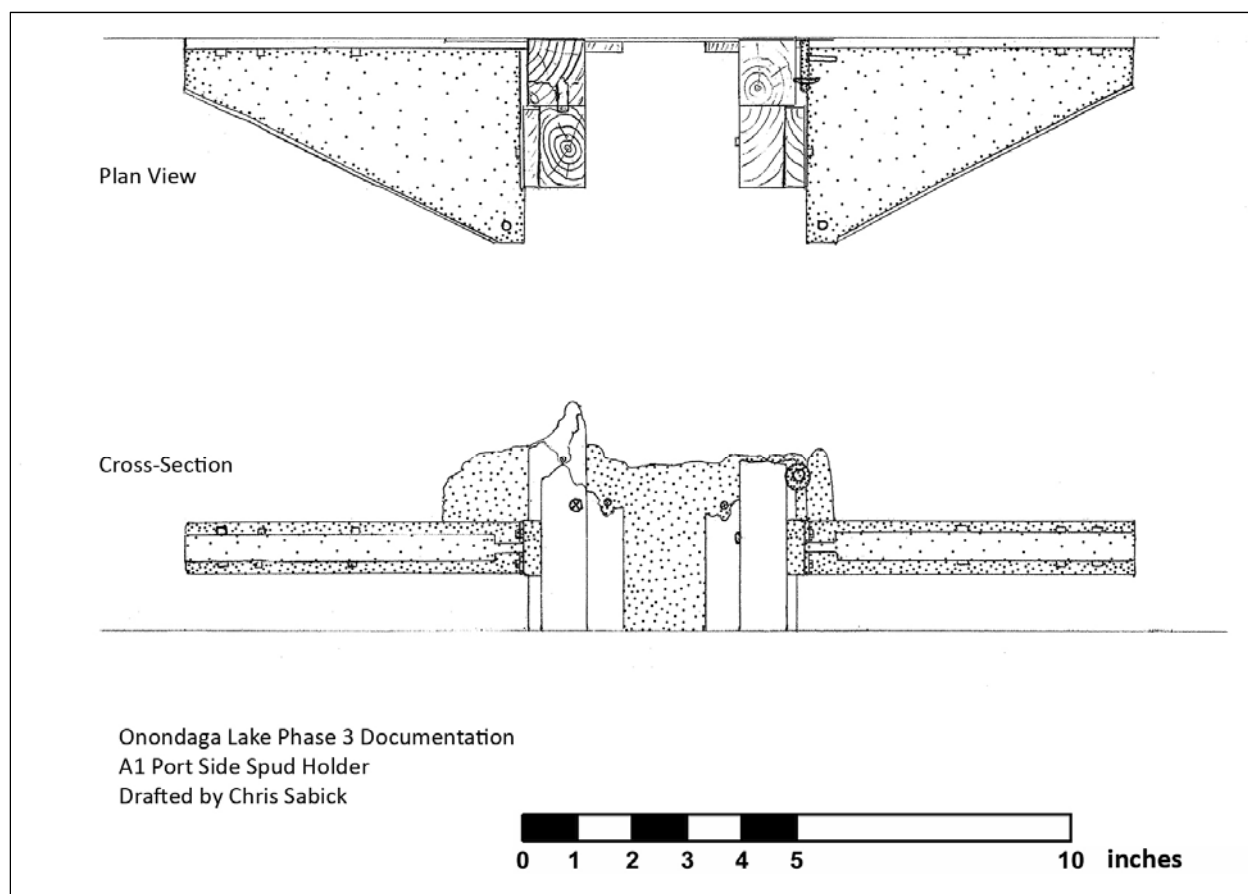 Plan View
Cross-Section
Onondaga Lake Phase 3 Documentation
A1 Port Side Spud Holder
Drafted by Chris Sabick
0 1 2 3 4 5 10 inches